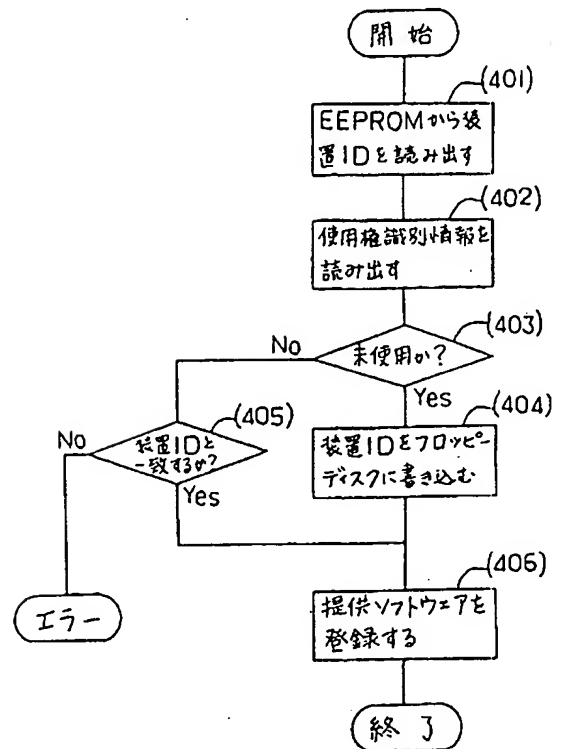 開始
(401)
EEPROMから装
置IDを読み出す
(402)
使用権識別情報を
読み出す
(403)
未使用か?
No
Yes
(404)
装置IDをフロッピー
ディスクに書き込む
(405)
装置IDと
一致するか?
No
Yes
(406)
提供ソフトウェアを
登録する
エラー
終了